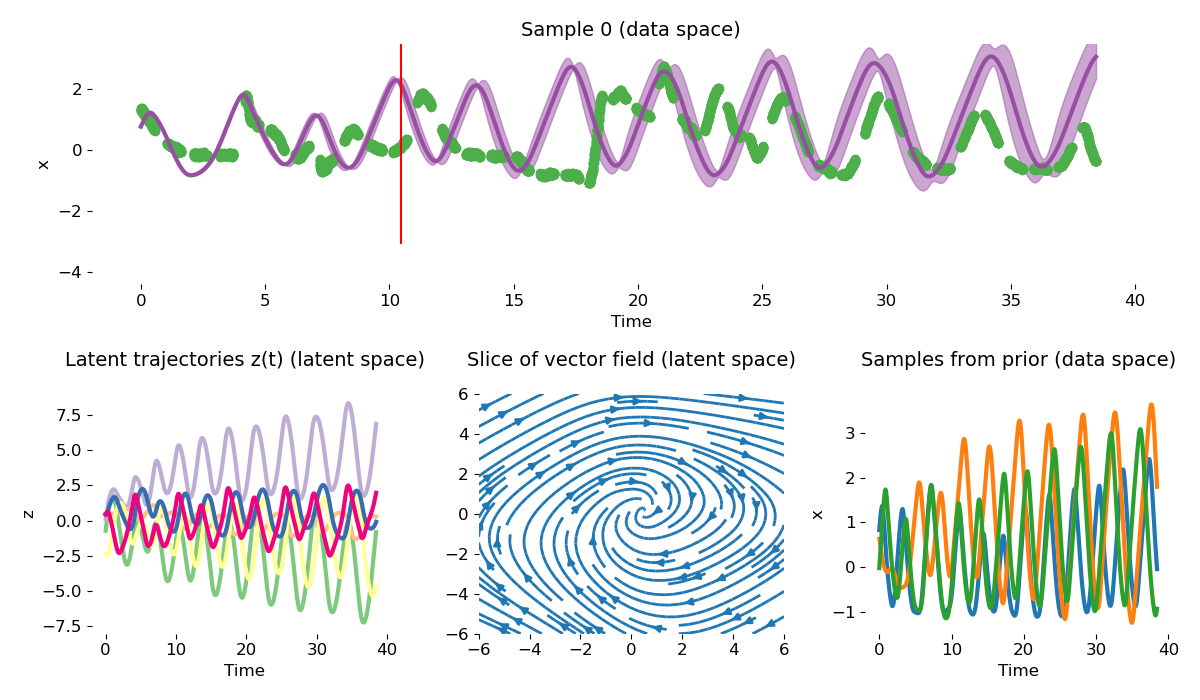 Sample 0 (data space)
x
2
0
−2
−4
0 5 10 15 20 25 30 35 40
Time
Latent trajectories z(t) (latent space)
z
7.5
5.0
2.5
0.0
−2.5
−5.0
−7.5
0 10 20 30 40
Time
Slice of vector field (latent space)
6
4
2
0
−2
−4
−6
−6 −4 −2 0 2 4 6
Samples from prior (data space)
x
3
2
1
0
−1
0 10 20 30 40
Time